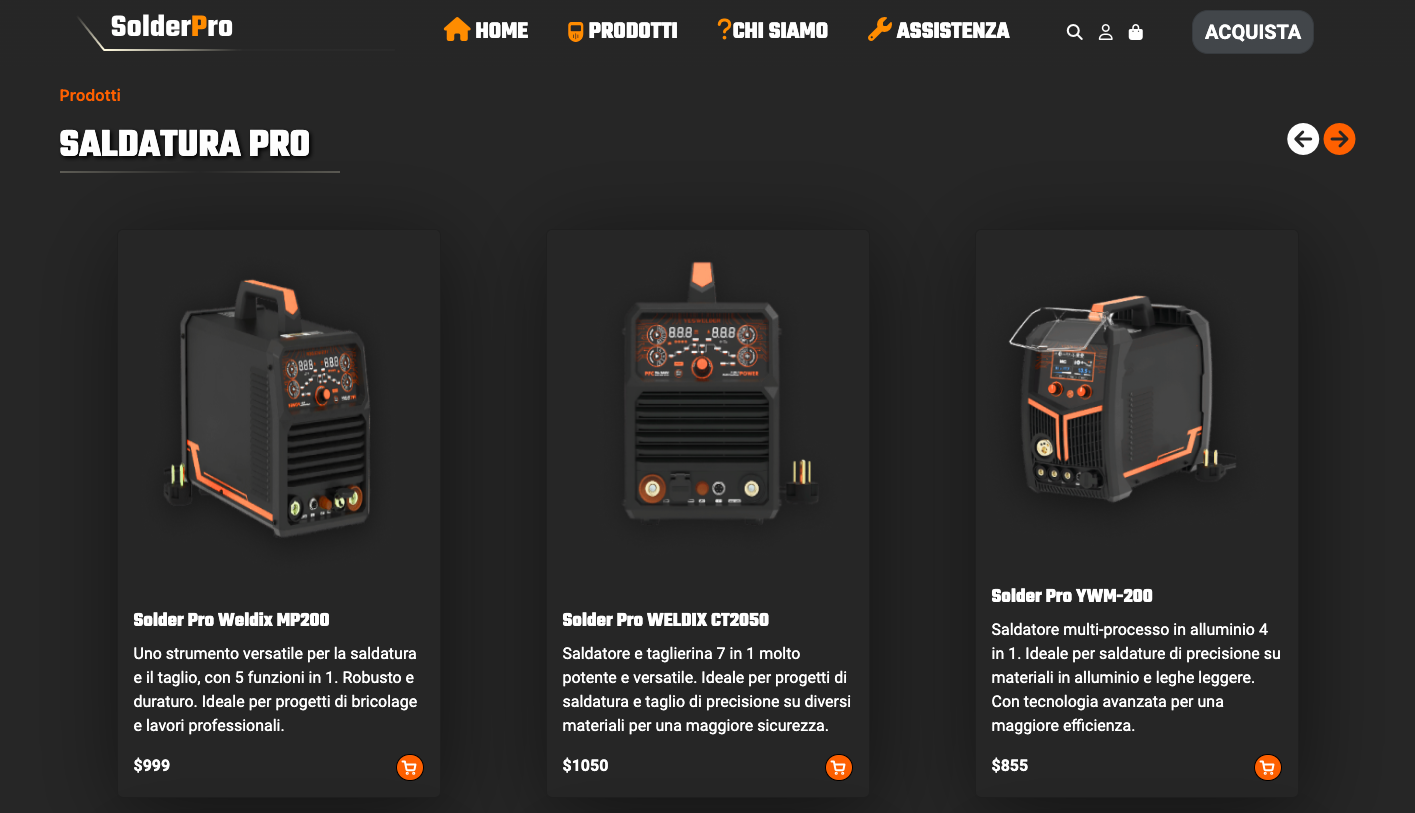 SolderPro
HOME
PRODOTTI
CHI SIAMO
ASSISTENZA
ACQUISTA
Prodotti
SALDATURA PRO
Solder Pro Weldix MP200
Uno strumento versatile per la saldatura
e il taglio, con 5 funzioni in 1. Robusto e
duraturo. Ideale per progetti di bricolage
e lavori professionali.
$999
Solder Pro WELDIX CT2050
Saldatore e taglierina 7 in 1 molto
potente e versatile. Ideale per progetti di
saldatura e taglio di precisione su diversi
materiali per una maggiore sicurezza.
$1050
Solder Pro YWM-200
Saldatore multi-processo in alluminio 4
in 1. Ideale per saldature di precisione su
materiali in alluminio e leghe leggere.
Con tecnologia avanzata per una
maggiore efficienza.
$855